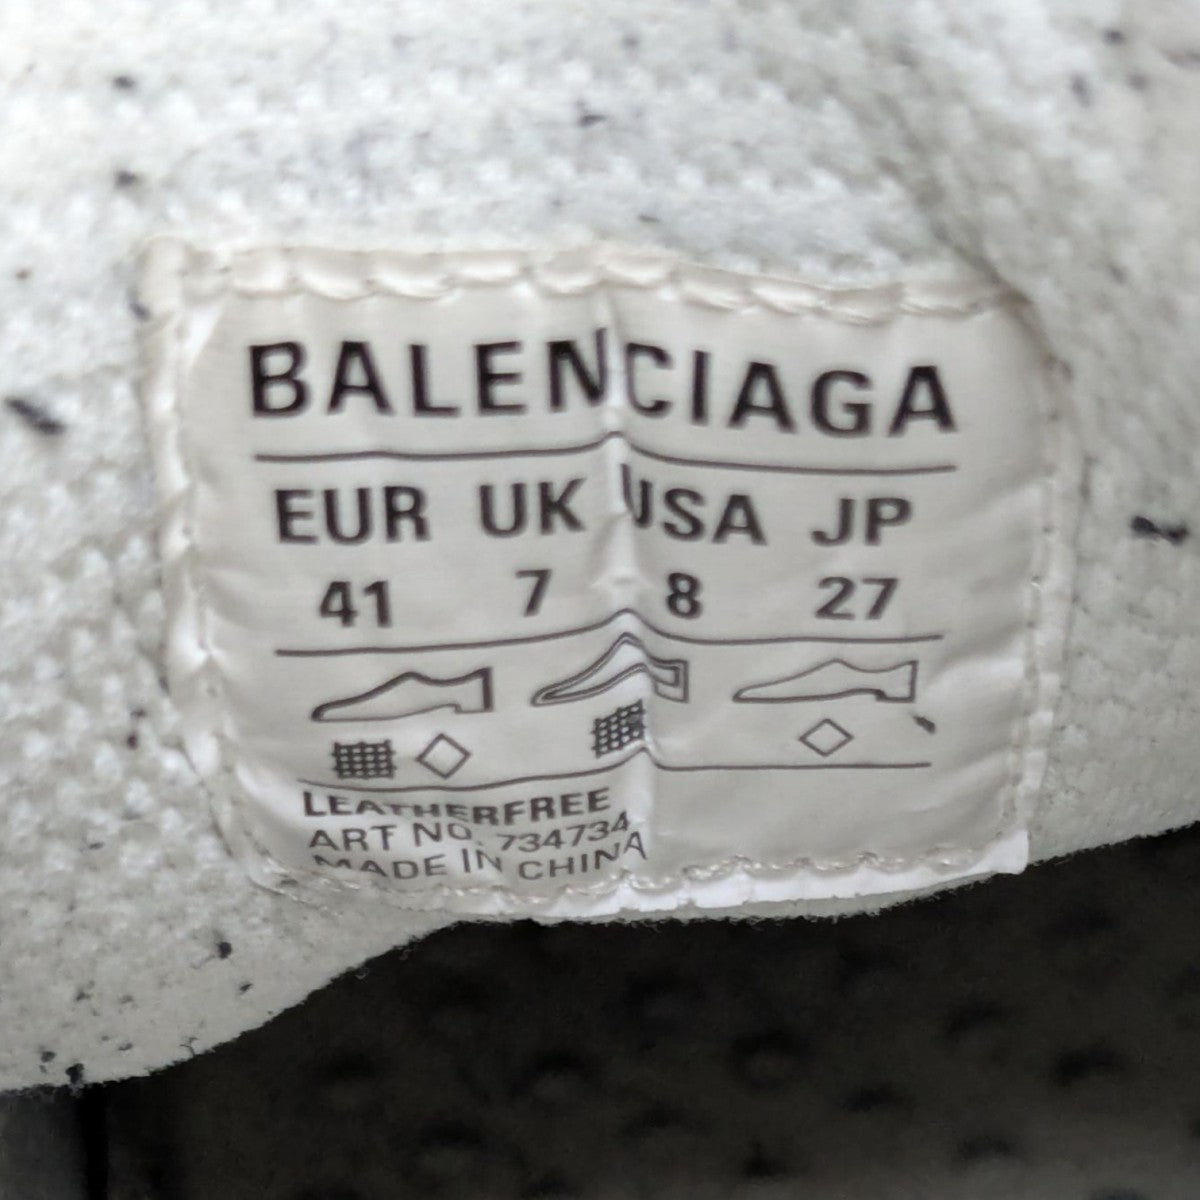 BALENCIAGA
EUR UK USA JP
41 7 8 27
LEATHERFREE
ART NO. 734734
MADE IN CHINA